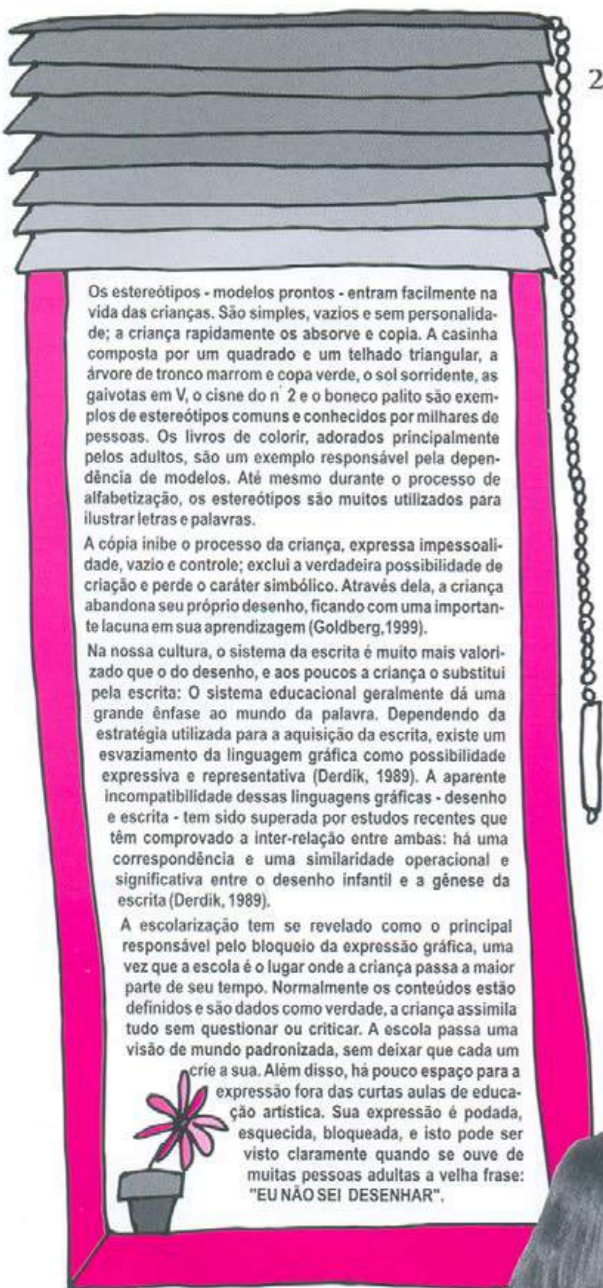 2
Os estereótipos - modelos prontos - entram facilmente na
vida das crianças. São simples, vazios e sem personalida-
de; a criança rapidamente os absorve e copia. A casinha
composta por um quadrado e um telhado triangular, a
árvore de tronco marrom e copa verde, o sol sorridente, as
gaivotas em V, o cisne do n° 2 e o boneco palito são exem-
plos de estereótipos comuns e conhecidos por milhares de
pessoas. Os livros de colorir, adorados principalmente
pelos adultos, são um exemplo responsável pela depen-
dência de modelos. Até mesmo durante o processo de
alfabetização, os estereótipos são muitos utilizados para
ilustrar letras e palavras.
A cópia inibe o processo da criança, expressa impessoali-
dade, vazio e controle; exclui a verdadeira possibilidade de
criação e perde o caráter simbólico. Através dela, a criança
abandona seu próprio desenho, ficando com uma importan-
te lacuna em sua aprendizagem (Goldberg,1999).
Na nossa cultura, o sistema da escrita é muito mais valori-
zado que o do desenho, e aos poucos a criança o substitui
pela escrita: O sistema educacional geralmente dá uma
grande ênfase ao mundo da palavra. Dependendo da
estratégia utilizada para a aquisição da escrita, existe um
esvaziamento da linguagem gráfica como possibilidade
expressiva e representativa (Derdik, 1989). A aparente
incompatibilidade dessas linguagens gráficas - desenho
e escrita - tem sido superada por estudos recentes que
têm comprovado a inter-relação entre ambas: há uma
correspondência e uma similaridade operacional e
significativa entre o desenho infantil e a gênese da
escrita (Derdik, 1989).
A escolarização tem se revelado como o principal
responsável pelo bloqueio da expressão gráfica, uma
vez que a escola é o lugar onde a criança passa a maior
parte de seu tempo. Normalmente os conteúdos estão
definidos e são dados como verdade, a criança assimila
tudo sem questionar ou criticar. A escola passa uma
visão de mundo padronizada, sem deixar que cada um
crie a sua. Além disso, há pouco espaço para a
expressão fora das curtas aulas de educa-
ção artística. Sua expressão é podada,
esquecida, bloqueada, e isto pode ser
visto claramente quando se ouve de
muitas pessoas adultas a velha frase:
"EU NÃO SEI DESENHAR".